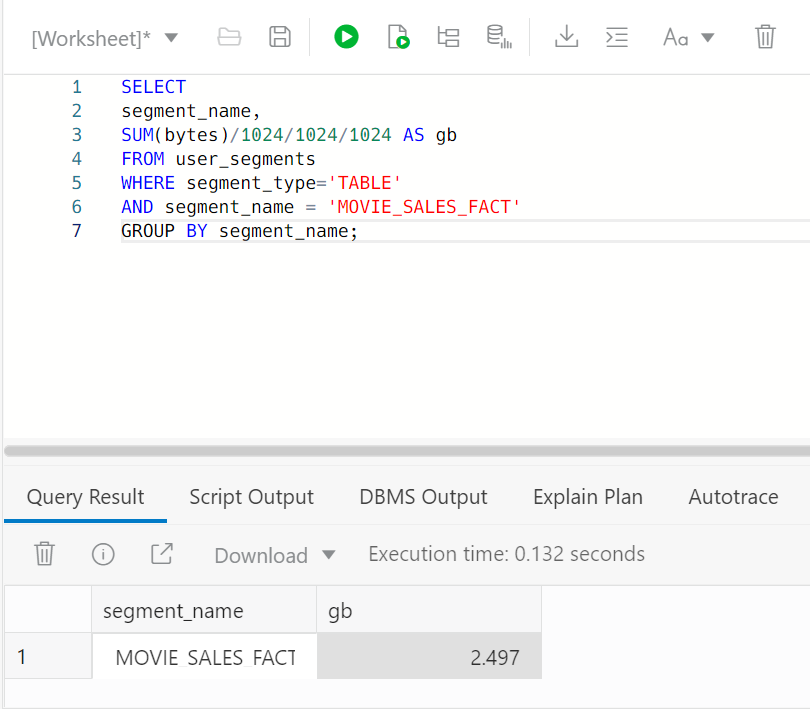 [Worksheet]*
Aa
1 SELECT
2 segment_name,
3 SUM(bytes)/1024/1024/1024 AS gb
4 FROM user_segments
5 WHERE segment_type='TABLE'
6 AND segment_name = 'MOVIE_SALES_FACT'
7 GROUP BY segment_name;
Query Result Script Output DBMS Output Explain Plan Autotrace
Download Execution time: 0.132 seconds
segment_name gb
1 MOVIE_SALES_FACT 2.497